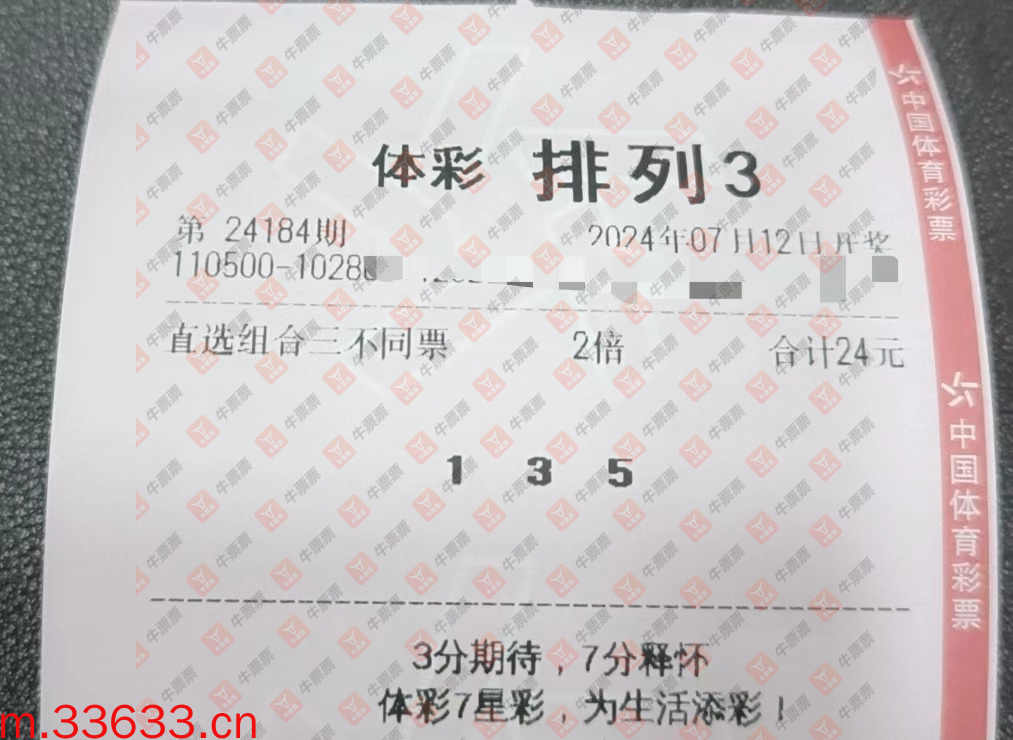 体彩 排列3
第 24184期 2024年07月12日开奖
110500-10286
直选组合三不同票 2倍 合计24元
1 3 5
3分期待，7分释怀
体彩7星彩，为生活添彩！
中国体育彩票
中国体育彩票
牛票票
m.33633.cn